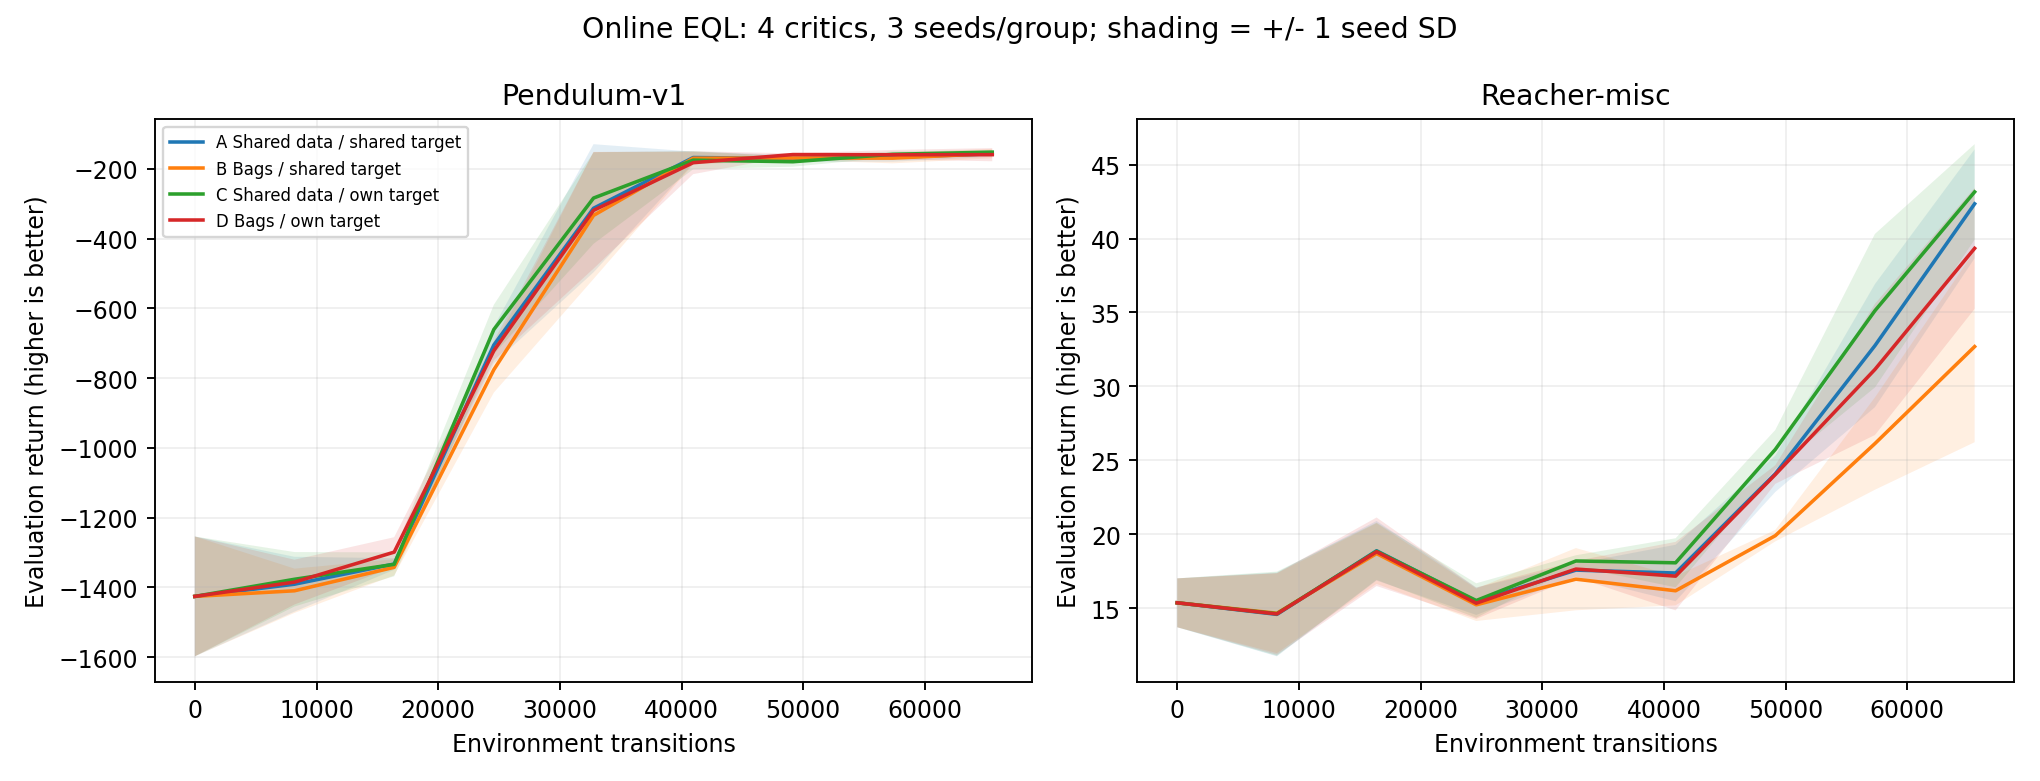 Online EQL: 4 critics, 3 seeds/group; shading = +/- 1 seed SD
Pendulum-v1
Evaluation return (higher is better)
−200
−400
−600
−800
−1000
−1200
−1400
−1600
A Shared data / shared target
B Bags / shared target
C Shared data / own target
D Bags / own target
0 10000 20000 30000 40000 50000 60000
Environment transitions
Reacher-misc
Evaluation return (higher is better)
45
40
35
30
25
20
15
0 10000 20000 30000 40000 50000 60000
Environment transitions